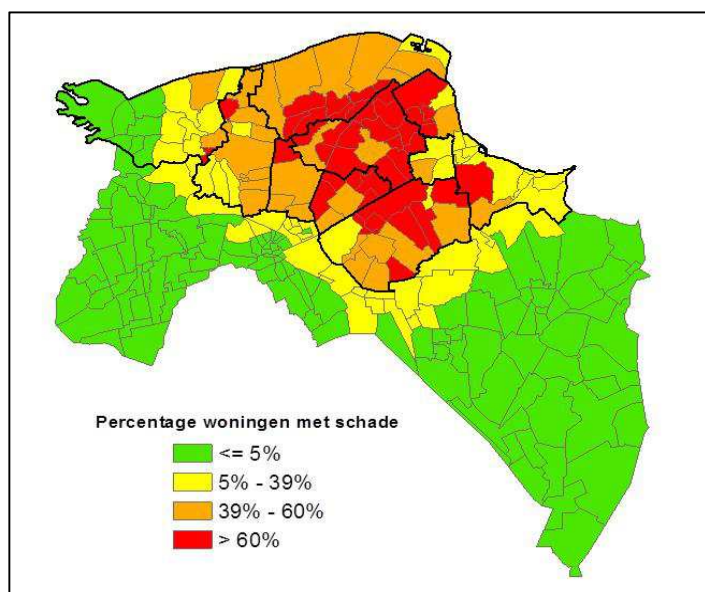 Percentage woningen met schade
<= 5%
5% - 39%
39% - 60%
> 60%